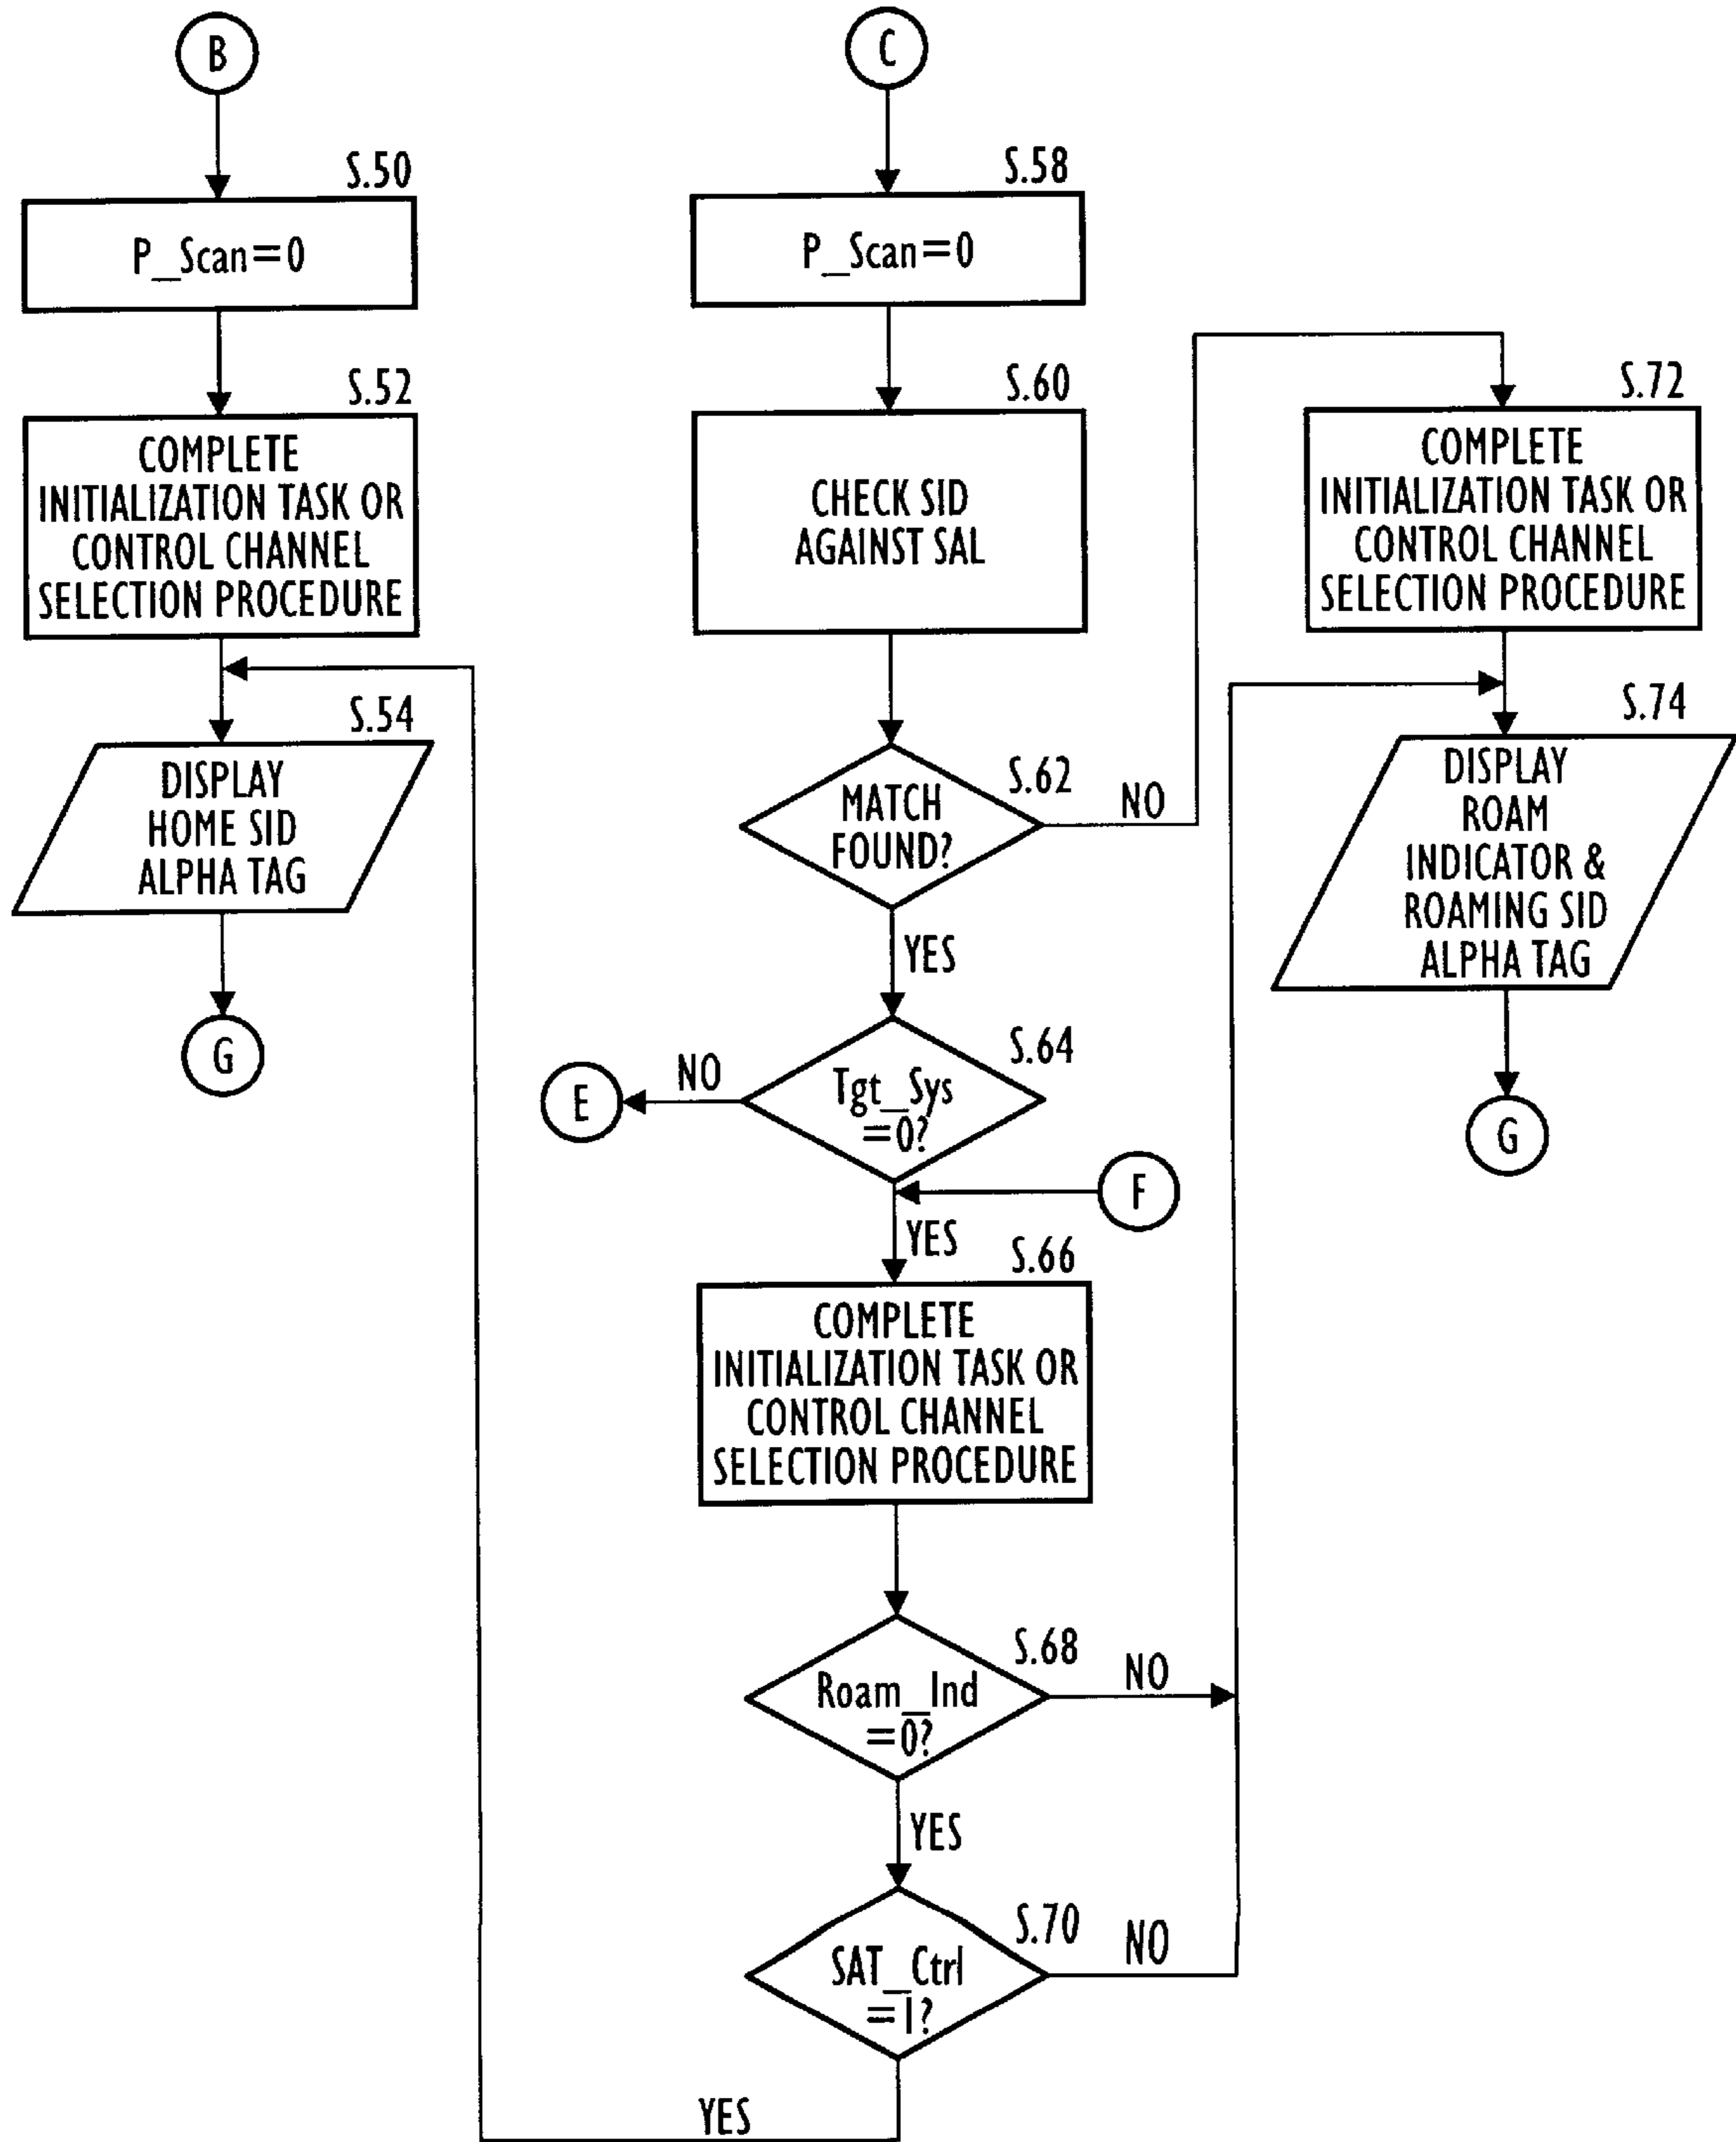 B
S.50
P_Scan=0
S.52
COMPLETE
INITIALIZATION TASK OR
CONTROL CHANNEL
SELECTION PROCEDURE
S.54
DISPLAY
HOME SID
ALPHA TAG
G
C
S.58
P_Scan=0
S.60
CHECK SID
AGAINST SAL
S.62
MATCH
FOUND?
NO
YES
S.64
Tgt_Sys
=0?
NO
E
F
YES
S.66
COMPLETE
INITIALIZATION TASK OR
CONTROL CHANNEL
SELECTION PROCEDURE
S.68
Roam_Ind
=0?
NO
YES
S.70
SAT_Ctrl
=1?
NO
YES
S.72
COMPLETE
INITIALIZATION TASK OR
CONTROL CHANNEL
SELECTION PROCEDURE
S.74
DISPLAY
ROAM
INDICATOR &
ROAMING SID
ALPHA TAG
G